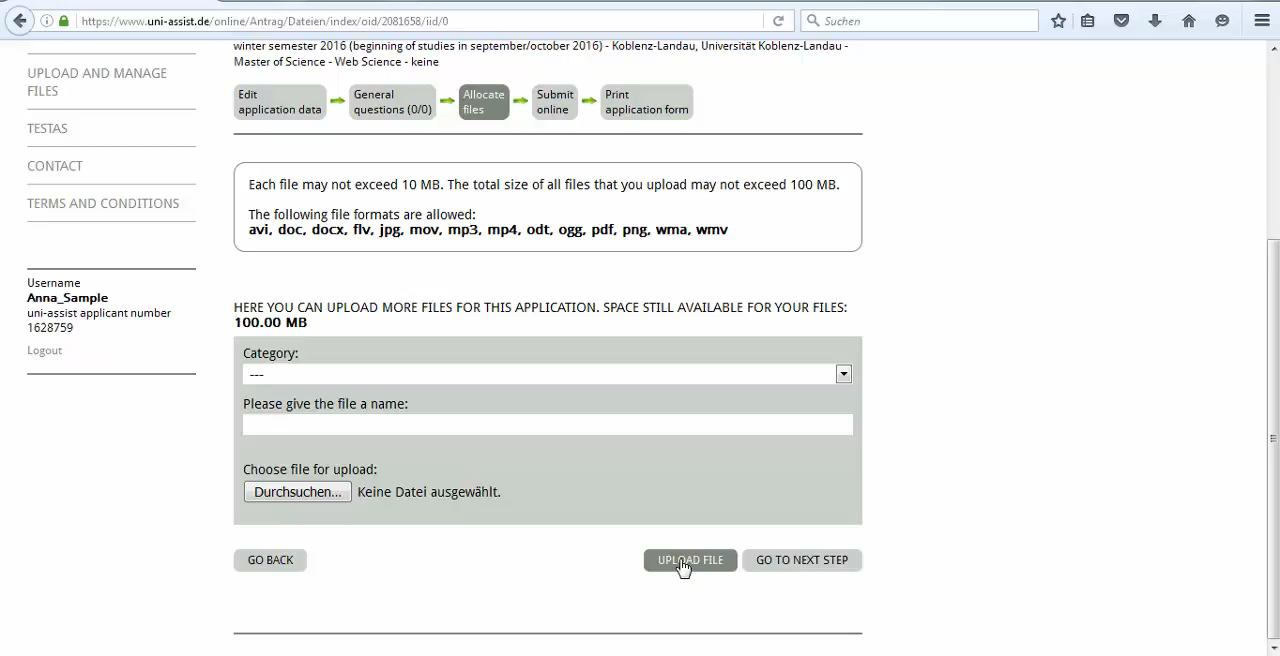 https://www.uni-assist.de/online/Antrag/Dateien/index/oid/2081658/iid/0
Suchen
winter semester 2016 (beginning of studies in september/october 2016) - Koblenz-Landau, Universität Koblenz-Landau -
Master of Science - Web Science - keine
UPLOAD AND MANAGE
FILES
TESTAS
CONTACT
TERMS AND CONDITIONS
Username
Anna_Sample
uni-assist applicant number
1628759
Logout
Edit
application data
General
questions (0/0)
Allocate
files
Submit
online
Print
application form
Each file may not exceed 10 MB. The total size of all files that you upload may not exceed 100 MB.
The following file formats are allowed:
avi, doc, docx, flv, jpg, mov, mp3, mp4, odt, ogg, pdf, png, wma, wmv
HERE YOU CAN UPLOAD MORE FILES FOR THIS APPLICATION. SPACE STILL AVAILABLE FOR YOUR FILES:
100.00 MB
Category:
---
Please give the file a name:
Choose file for upload:
Durchsuchen... Keine Datei ausgewählt.
GO BACK
UPLOAD FILE
GO TO NEXT STEP